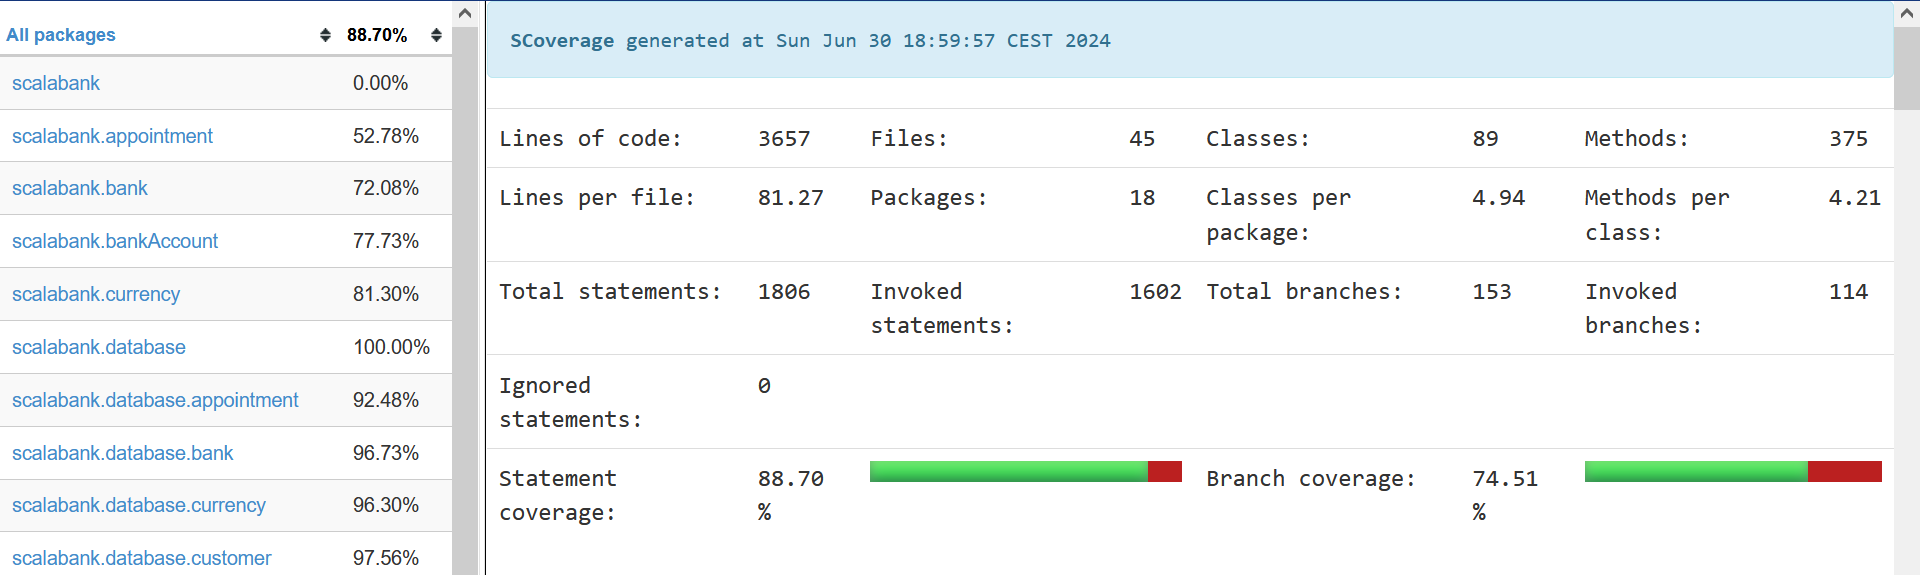 All packages 88.70%
scalabank 0.00%
scalabank.appointment 52.78%
scalabank.bank 72.08%
scalabank.bankAccount 77.73%
scalabank.currency 81.30%
scalabank.database 100.00%
scalabank.database.appointment 92.48%
scalabank.database.bank 96.73%
scalabank.database.currency 96.30%
scalabank.database.customer 97.56%
SCoverage generated at Sun Jun 30 18:59:57 CEST 2024
Lines of code: 3657 Files: 45 Classes: 89 Methods: 375
Lines per file: 81.27 Packages: 18 Classes per 4.94 Methods per 4.21
package: class:
Total statements: 1806 Invoked 1602 Total branches: 153 Invoked 114
statements: branches:
Ignored 0
statements:
Statement 88.70 Branch coverage: 74.51
coverage: % %